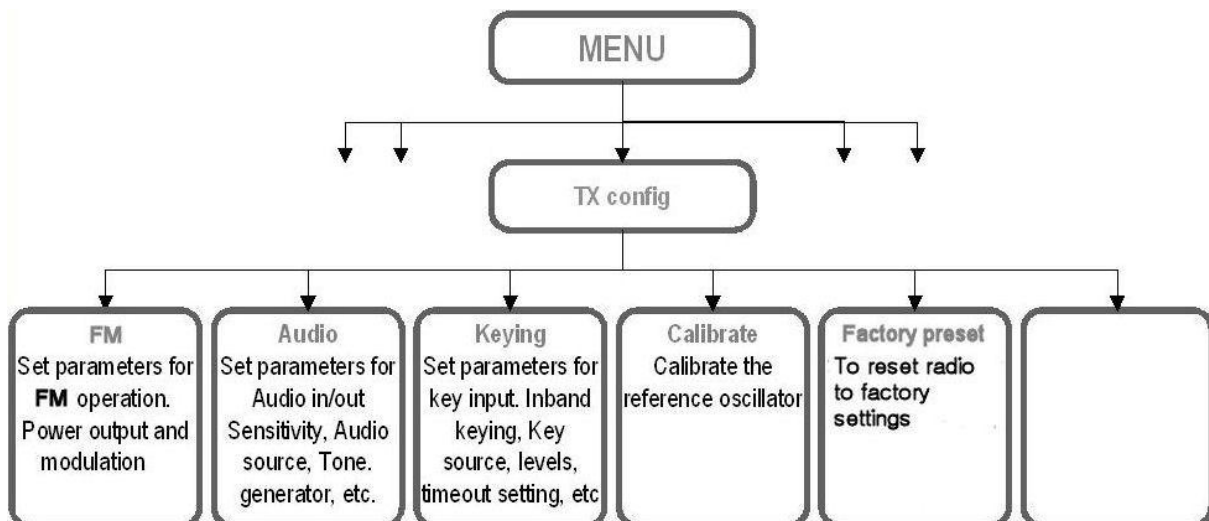 MENU
TX config
FM
Set parameters for
FM operation.
Power output and
modulation
Audio
Set parameters for
Audio in/out
Sensitivity, Audio
source, Tone.
generator, etc.
Keying
Set parameters for
key input. Inband
keying, Key
source, levels,
timeout setting, etc
Calibrate
Calibrate the
reference oscillator
Factory preset
To reset radio
to factory
settings